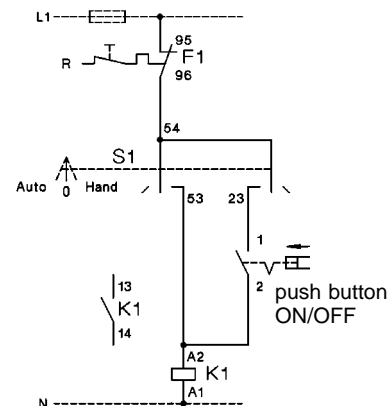 L1
95
F1
R
96
54
S1
Auto 0 Hand
53
23
1
13
K1
14
2
push button
ON/OFF
A2
K1
A1
N